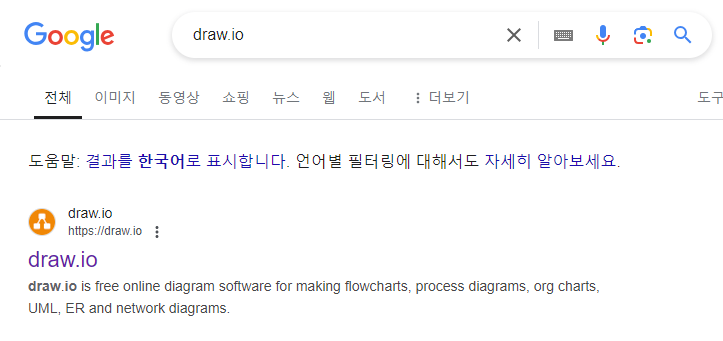 Google
draw.io
전체 이미지 동영상 쇼핑 뉴스 웹 도서 더보기 도구
도움말: 결과를 한국어로 표시합니다. 언어별 필터링에 대해서도 자세히 알아보세요.
draw.io
https://draw.io
draw.io
draw.io is free online diagram software for making flowcharts, process diagrams, org charts,
UML, ER and network diagrams.